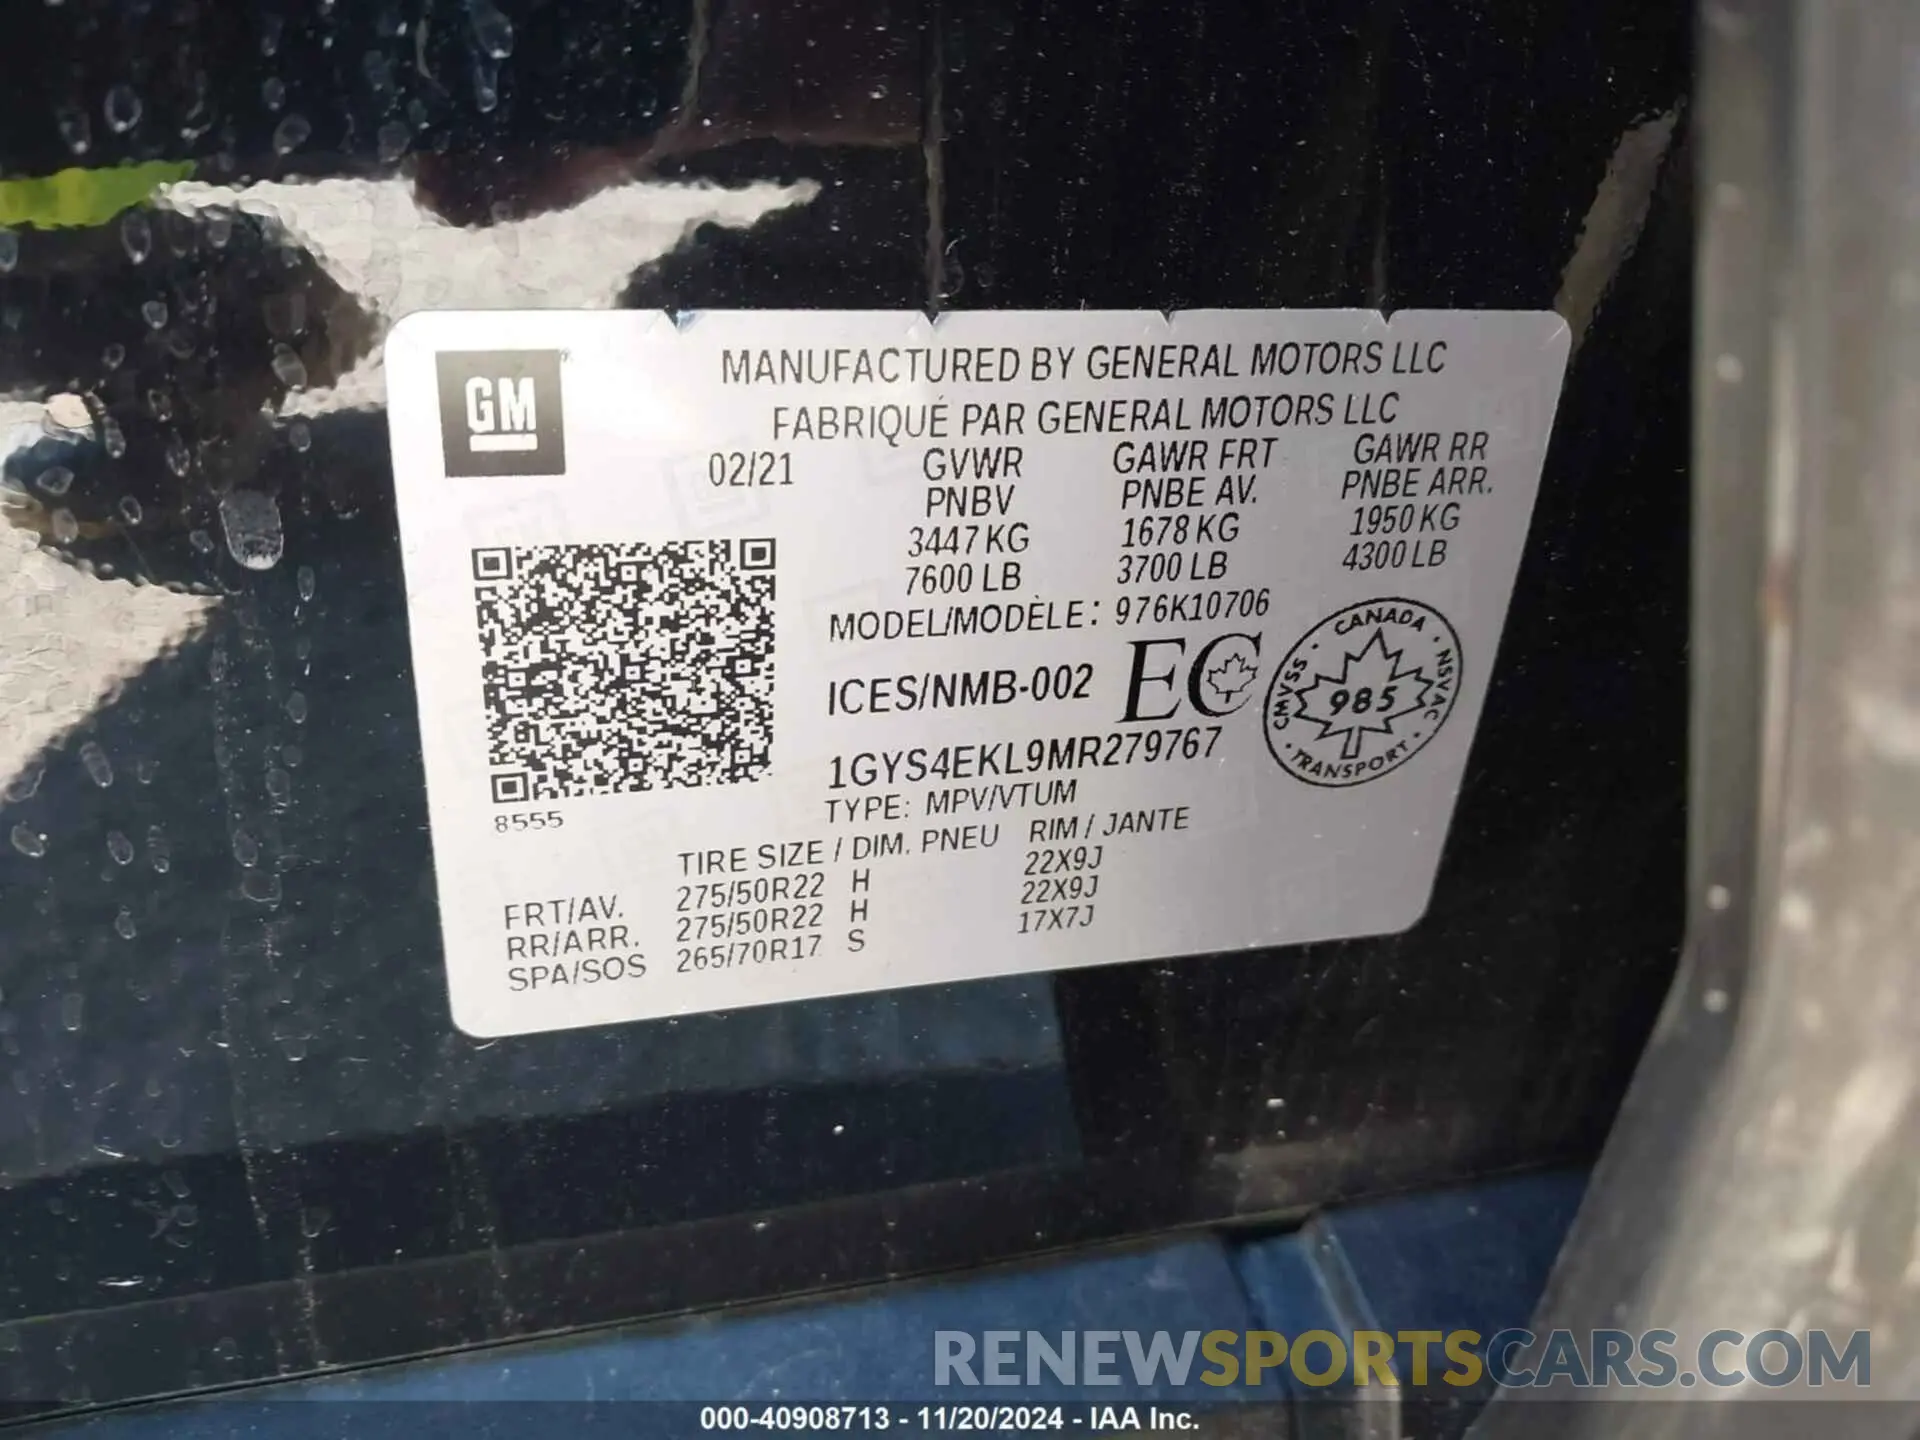 GM
MANUFACTURED BY GENERAL MOTORS LLC
FABRIQUÉ PAR GENERAL MOTORS LLC
02/21 GVWR GAWR FRT GAWR RR
PNBV PNBE AV. PNBE ARR.
3447 KG 1678 KG 1950 KG
7600 LB 3700 LB 4300 LB
MODEL/MODÈLE: 976K10706
ICES/NMB-002 EC
CANADA · NSVAC · TRANSPORT · CMVSS ·
985
1GYS4EKL9MR279767
TYPE: MPV/VTUM
8555
TIRE SIZE / DIM. PNEU RIM / JANTE
FRT/AV. 275/50R22 H 22X9J
RR/ARR. 275/50R22 H 22X9J
SPA/SOS 265/70R17 S 17X7J
RENEWSPORTSCARS.COM
000-40908713 - 11/20/2024 - IAA Inc.